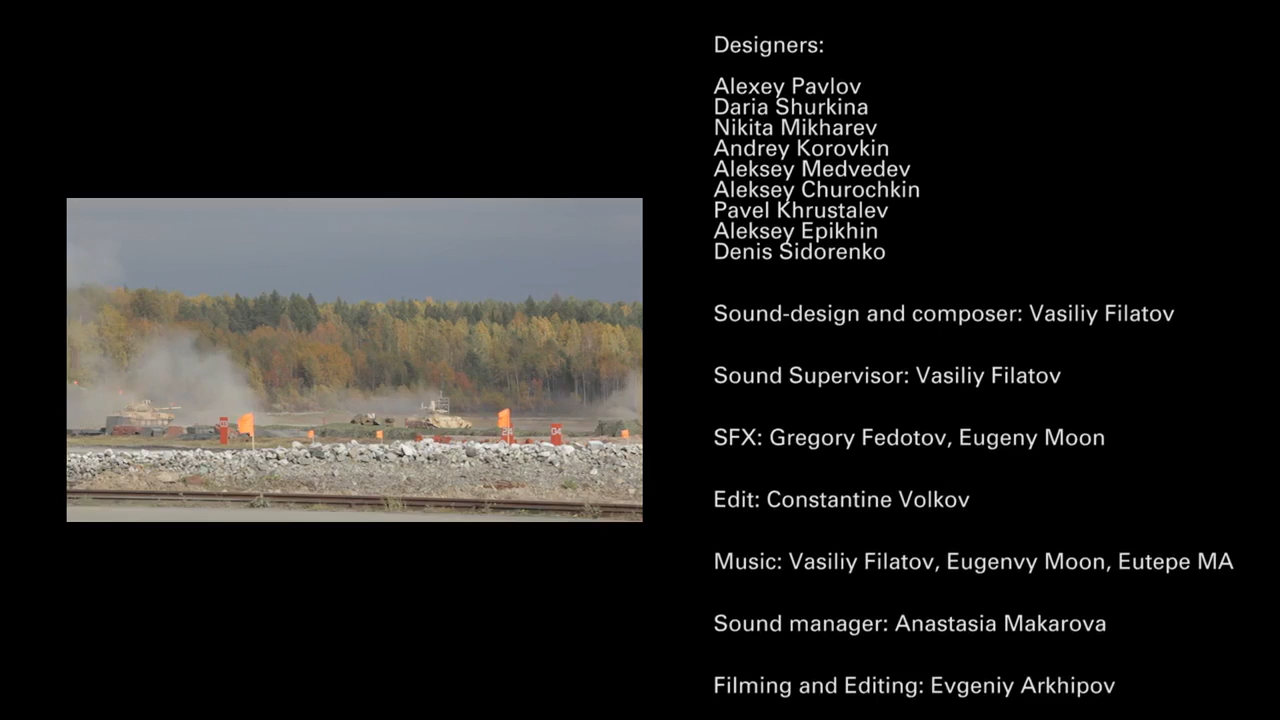 Designers:
Alexey Pavlov
Daria Shurkina
Nikita Mikharev
Andrey Korovkin
Aleksey Medvedev
Aleksey Churochkin
Pavel Khrustalev
Aleksey Epikhin
Denis Sidorenko
Sound-design and composer: Vasiliy Filatov
Sound Supervisor: Vasiliy Filatov
SFX: Gregory Fedotov, Eugeny Moon
Edit: Constantine Volkov
Music: Vasiliy Filatov, Eugenvy Moon, Eutepe MA
Sound manager: Anastasia Makarova
Filming and Editing: Evgeniy Arkhipov